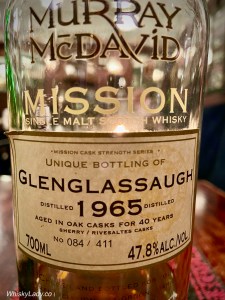 MURRAY
McDAVID
MISSION
SINGLE MALT SCOTCH WHISKY
• MISSION CASK STRENGTH SERIES •
UNIQUE BOTTLING OF
GLENGLASSAUGH
DISTILLED 1965 DISTILLED
AGED IN OAK CASKS FOR 40 YEARS
SHERRY / RIVESALTES CASKS
No 084 / 411
700ML 47.8% ALC./VOL
WhiskyLady.co